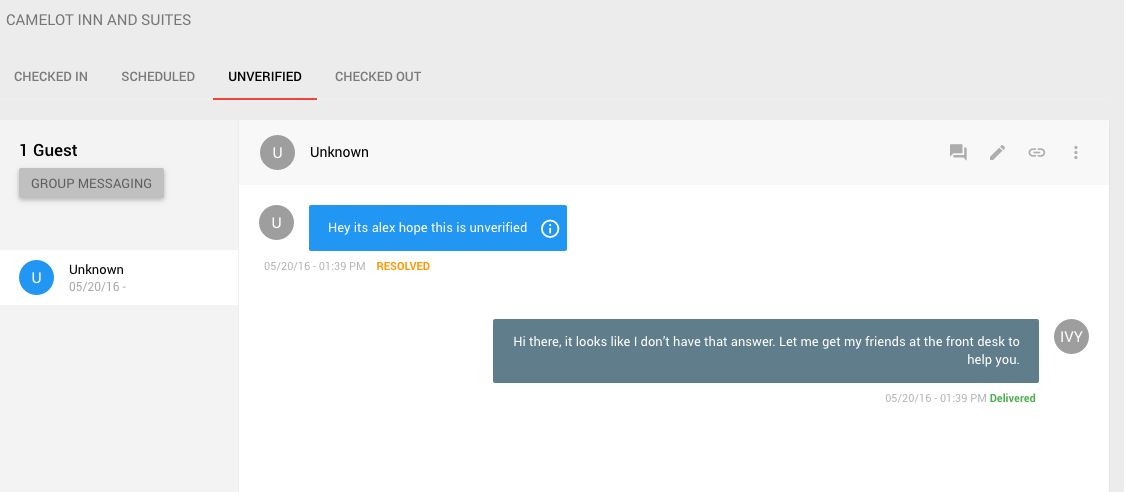 CAMELOT INN AND SUITES
CHECKED IN SCHEDULED UNVERIFIED CHECKED OUT
1 Guest
GROUP MESSAGING
U Unknown
05/20/16 -
U Unknown
U Hey its alex hope this is unverified
05/20/16 - 01:39 PM RESOLVED
Hi there, it looks like I don't have that answer. Let me get my friends at the front desk to
help you.
IVY
05/20/16 - 01:39 PM Delivered